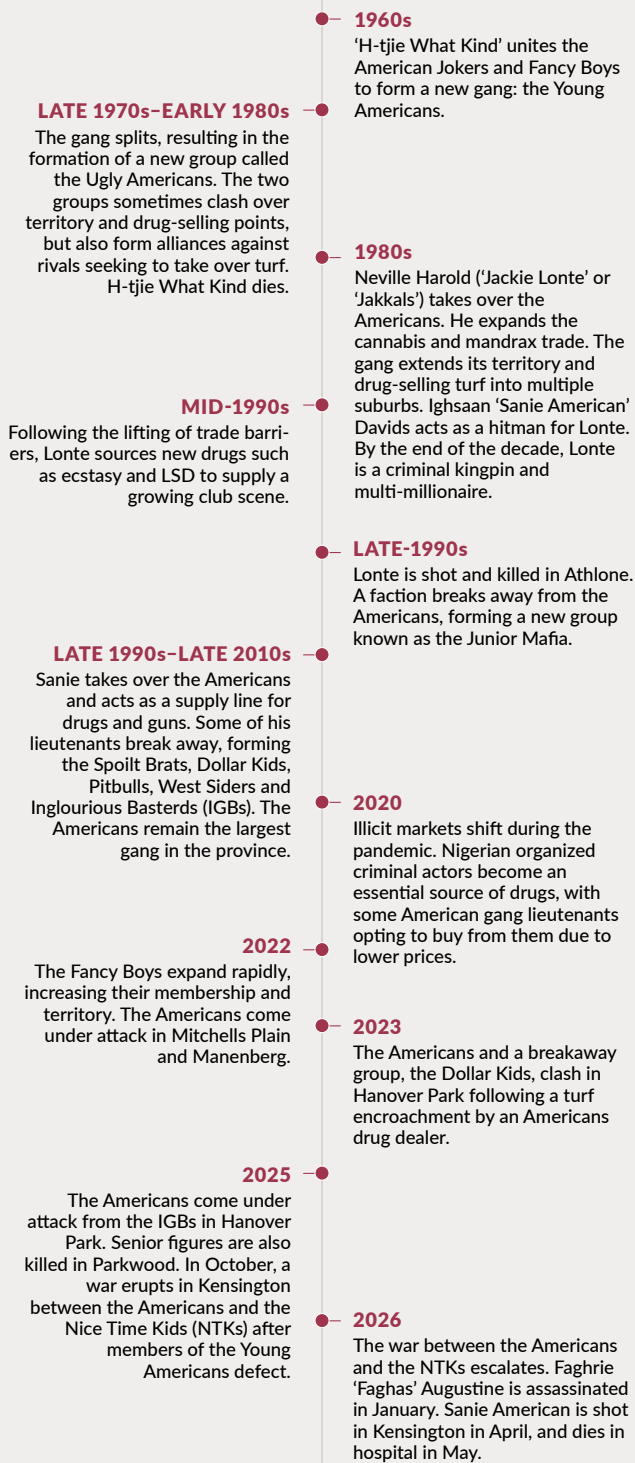 1960s
‘H-tjie What Kind’ unites the
American Jokers and Fancy Boys
to form a new gang: the Young
Americans.
LATE 1970s–EARLY 1980s
The gang splits, resulting in the
formation of a new group called
the Ugly Americans. The two
groups sometimes clash over
territory and drug-selling points,
but also form alliances against
rivals seeking to take over turf.
H-tjie What Kind dies.
1980s
Neville Harold (‘Jackie Lonte’ or
‘Jakkals’) takes over the
Americans. He expands the
cannabis and mandrax trade. The
gang extends its territory and
drug-selling turf into multiple
suburbs. Ighsaan ‘Sanie American’
Davids acts as a hitman for Lonte.
By the end of the decade, Lonte
is a criminal kingpin and
multi-millionaire.
MID-1990s
Following the lifting of trade barri-
ers, Lonte sources new drugs such
as ecstasy and LSD to supply a
growing club scene.
LATE-1990s
Lonte is shot and killed in Athlone.
A faction breaks away from the
Americans, forming a new group
known as the Junior Mafia.
LATE 1990s–LATE 2010s
Sanie takes over the Americans
and acts as a supply line for
drugs and guns. Some of his
lieutenants break away, forming
the Spoilt Brats, Dollar Kids,
Pitbulls, West Siders and
Inglourious Basterds (IGBs). The
Americans remain the largest
gang in the province.
2020
Illicit markets shift during the
pandemic. Nigerian organized
criminal actors become an
essential source of drugs, with
some American gang lieutenants
opting to buy from them due to
lower prices.
2022
The Fancy Boys expand rapidly,
increasing their membership and
territory. The Americans come
under attack in Mitchells Plain
and Manenberg.
2023
The Americans and a breakaway
group, the Dollar Kids, clash in
Hanover Park following a turf
encroachment by an Americans
drug dealer.
2025
The Americans come under
attack from the IGBs in Hanover
Park. Senior figures are also
killed in Parkwood. In October, a
war erupts in Kensington
between the Americans and the
Nice Time Kids (NTKs) after
members of the Young
Americans defect.
2026
The war between the Americans
and the NTKs escalates. Faghrie
‘Faghas’ Augustine is assassinated
in January. Sanie American is shot
in Kensington in April, and dies in
hospital in May.